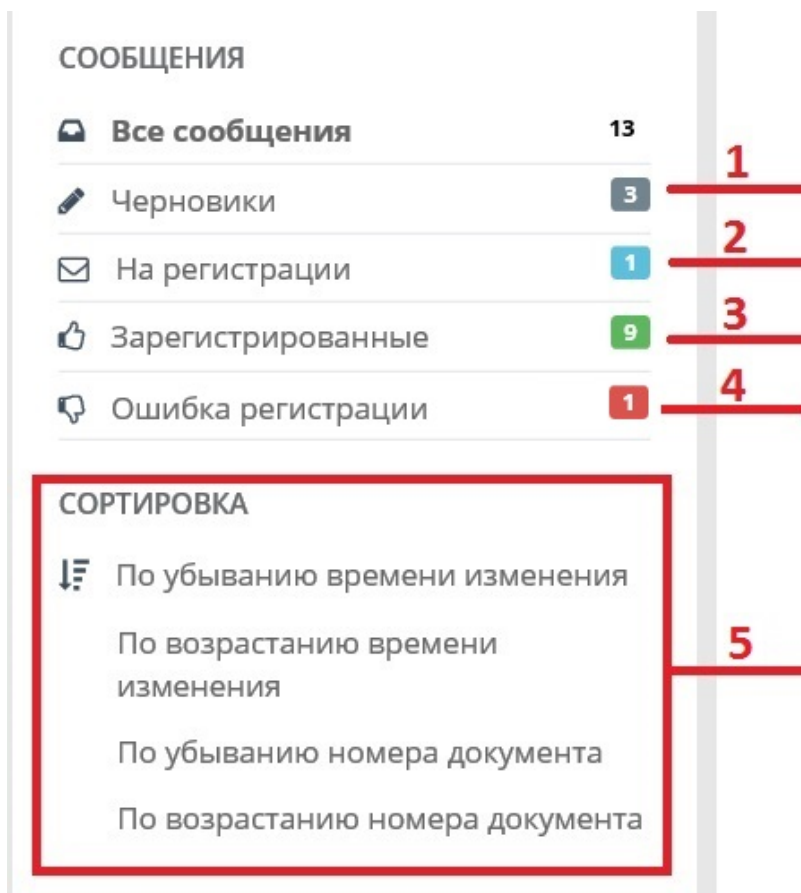 СООБЩЕНИЯ
Все сообщения 13
1
Черновики 3
2
На регистрации 1
3
Зарегистрированные 9
4
Ошибка регистрации 1
СОРТИРОВКА
По убыванию времени изменения
По возрастанию времени
5
изменения
По убыванию номера документа
По возрастанию номера документа